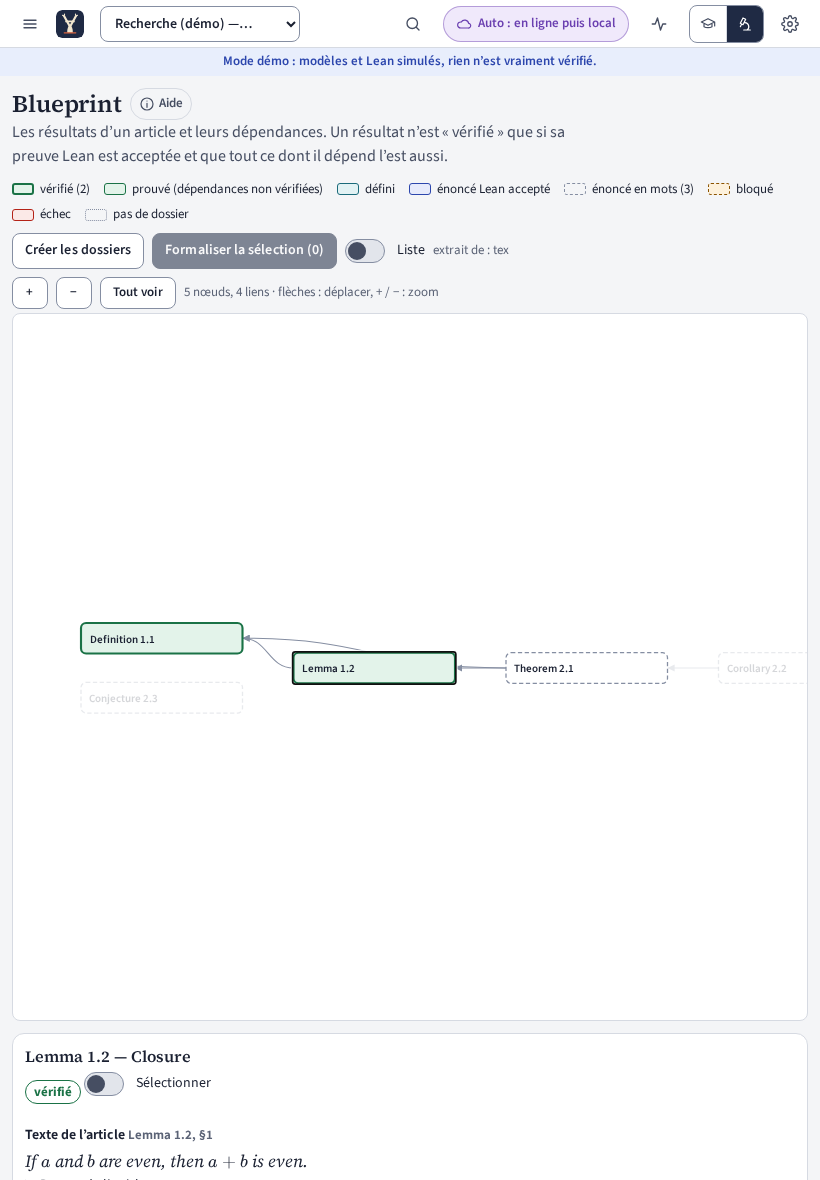 Recherche (démo) —...
Auto : en ligne puis local
Mode démo : modèles et Lean simulés, rien n’est vraiment vérifié.
Blueprint
Aide
Les résultats d’un article et leurs dépendances. Un résultat n’est « vérifié » que si sa
preuve Lean est acceptée et que tout ce dont il dépend l’est aussi.
vérifié (2) prouvé (dépendances non vérifiées) défini énoncé Lean accepté énoncé en mots (3) bloqué
échec pas de dossier
Créer les dossiers Formaliser la sélection (0) Liste extrait de : tex
+ − Tout voir 5 nœuds, 4 liens · flèches : déplacer, + / − : zoom
Definition 1.1
Lemma 1.2 Theorem 2.1 Corollary 2.2
Conjecture 2.3
Lemma 1.2 — Closure
vérifié Sélectionner
Texte de l’article Lemma 1.2, §1
If a and b are even, then a + b is even.